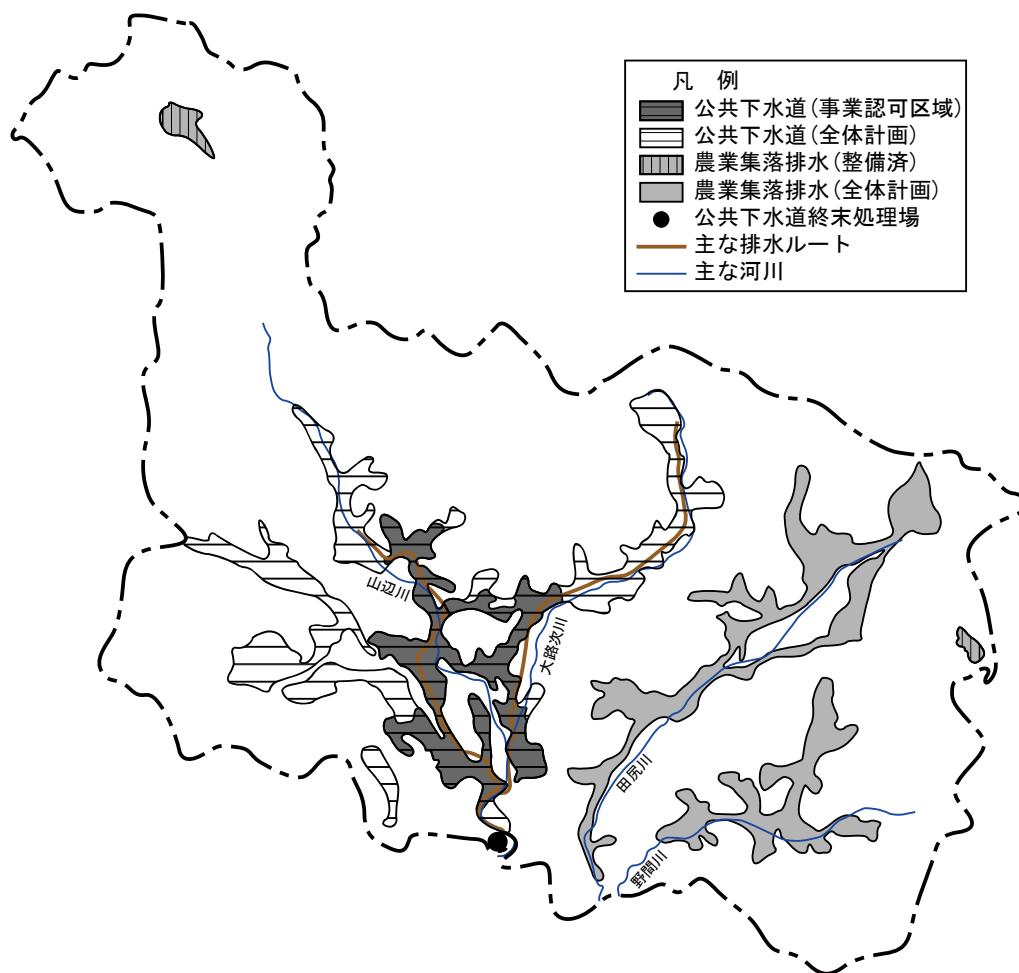 凡 例
公共下水道(事業認可区域)
公共下水道(全体計画)
農業集落排水(整備済)
農業集落排水(全体計画)
公共下水道終末処理場
主な排水ルート
主な河川
山辺川
大路次川
田尻川
野間川